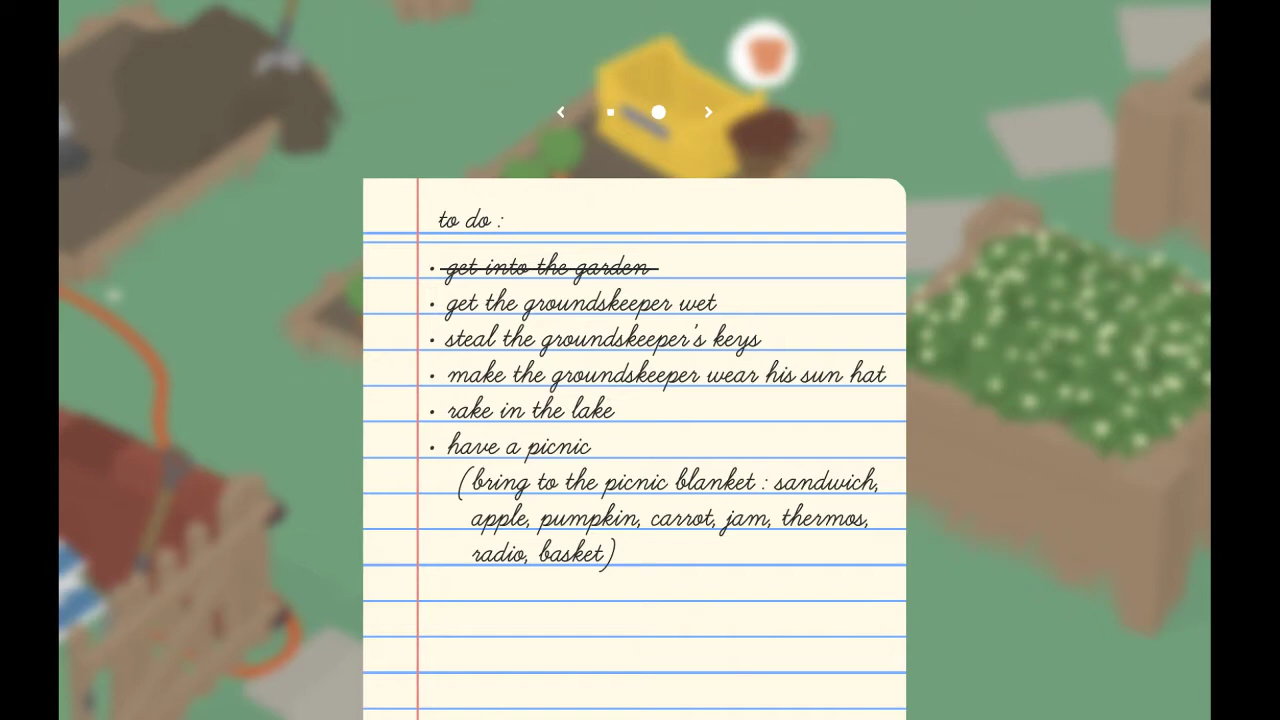 to do :
• get into the garden
• get the groundskeeper wet
• steal the groundskeeper's keys
• make the groundskeeper wear his sun hat
• rake in the lake
• have a picnic
(bring to the picnic blanket : sandwich,
apple, pumpkin, carrot, jam, thermos,
radio, basket)